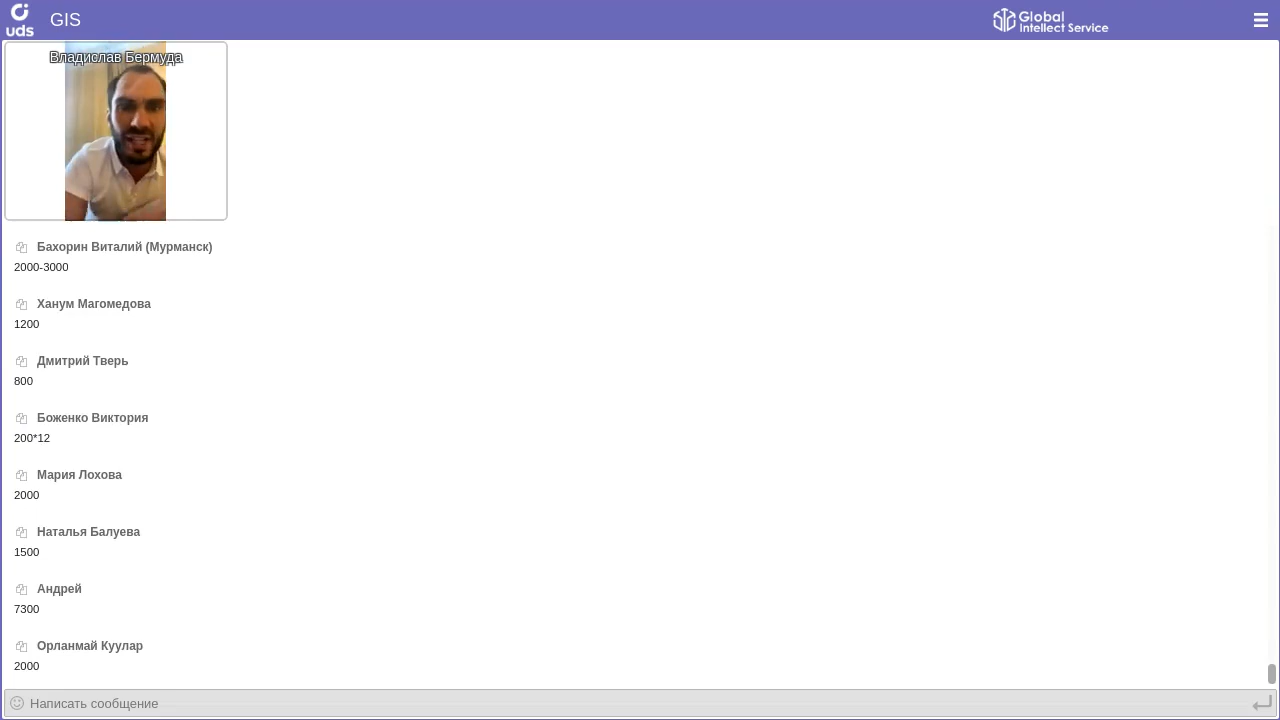 uds
GIS
Global
Intellect Service
Владислав Бермуда
Бахорин Виталий (Мурманск)
2000-3000
Ханум Магомедова
1200
Дмитрий Тверь
800
Боженко Виктория
200*12
Мария Лохова
2000
Наталья Балуева
1500
Андрей
7300
Орланмай Куулар
2000
Написать сообщение